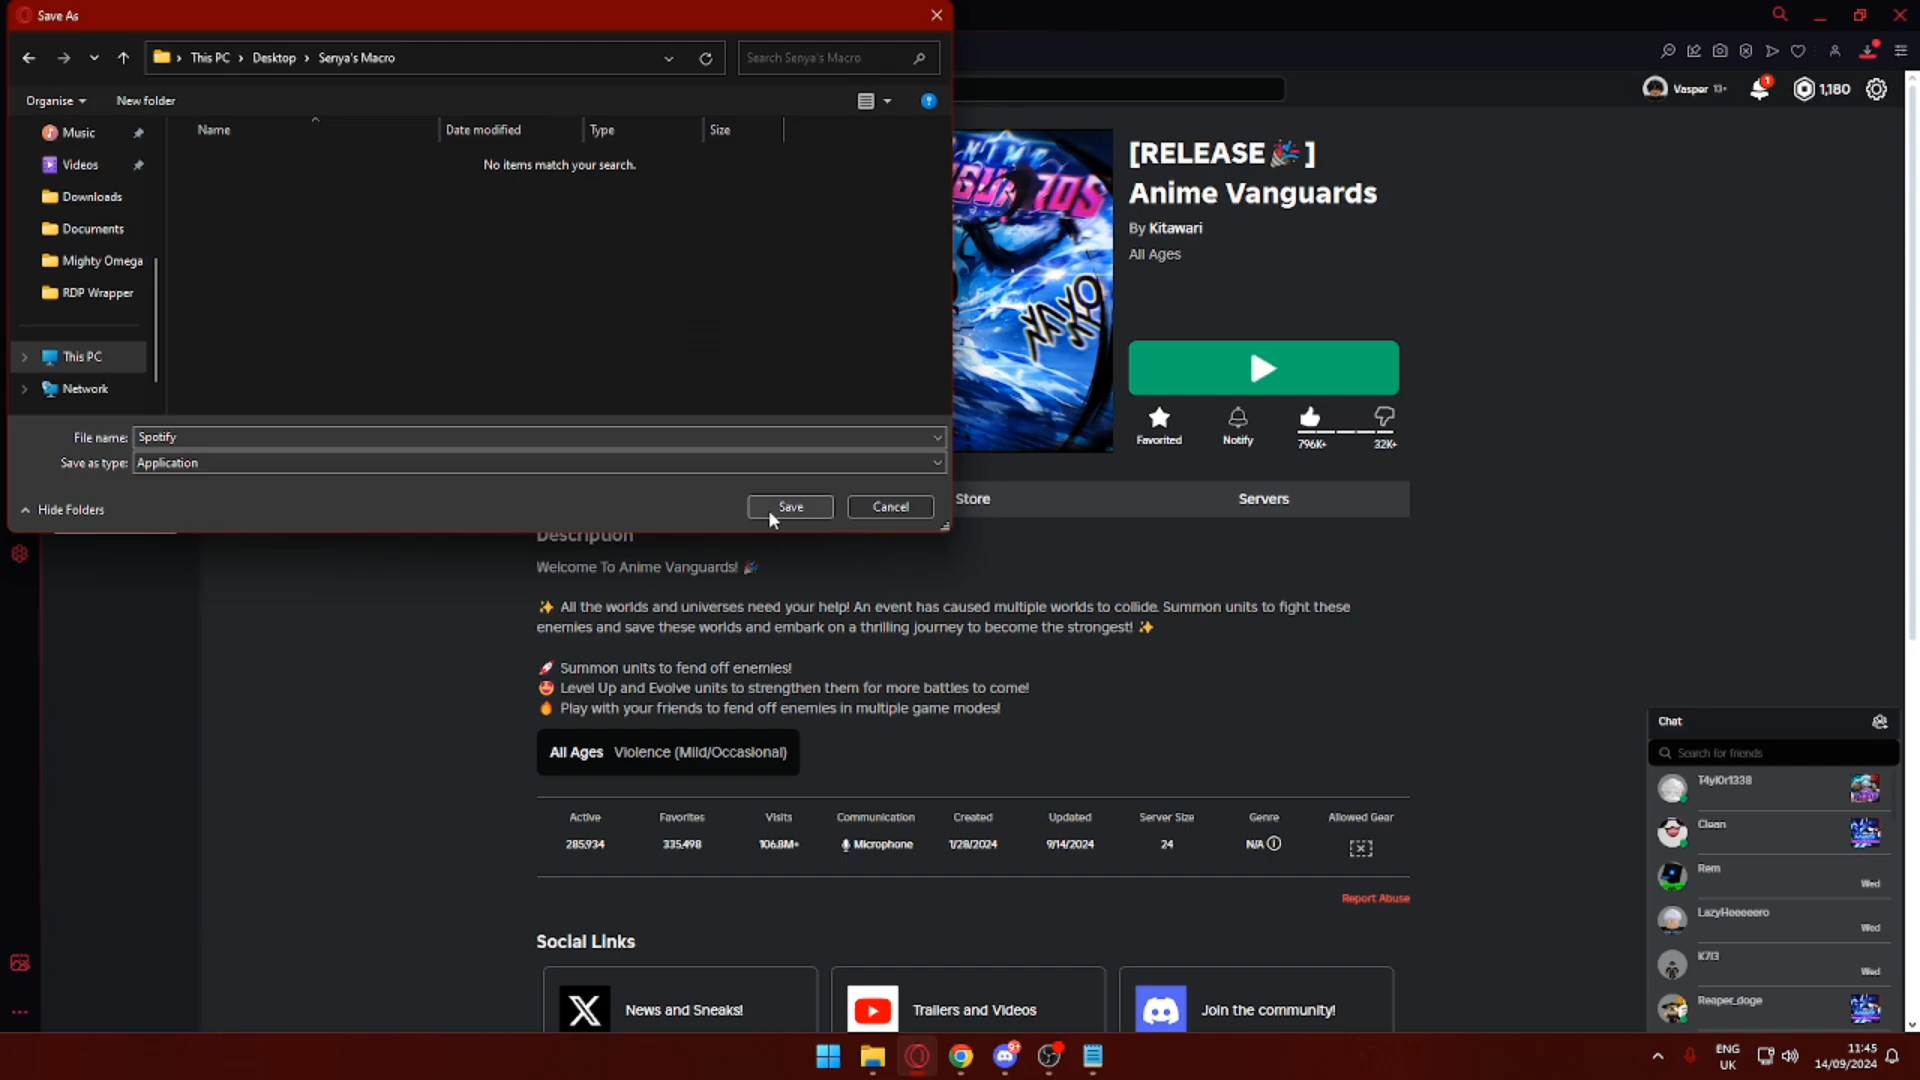 Save As
This PC > Desktop > Senya's Macro
Search Senya's Macro
Organise
New folder
Name
Date modified
Type
Size
No items match your search.
Music
Videos
Downloads
Documents
Mighty Omega
RDP Wrapper
This PC
Network
File name: Spotify
Save as type: Application
Hide Folders
Save
Cancel
Vasper 13+
1
1,180
[RELEASE🎉]
Anime Vanguards
By Kitawari
All Ages
Favorited
Notify
796K+
32K+
Store
Servers
Description
Welcome To Anime Vanguards! 🎉
✨ All the worlds and universes need your help! An event has caused multiple worlds to collide. Summon units to fight these
enemies and save these worlds and embark on a thrilling journey to become the strongest! ✨
🚀 Summon units to fend off enemies!
🤩 Level Up and Evolve units to strengthen them for more battles to come!
🔥 Play with your friends to fend off enemies in multiple game modes!
All Ages Violence (Mild/Occasional)
Active Favorites Visits Communication Created Updated Server Size Genre Allowed Gear
285,934 335,498 106.8M+ Microphone 1/28/2024 9/14/2024 24 N/A
Report Abuse
Social Links
News and Sneaks!
Trailers and Videos
Join the community!
Chat
Search for friends
T4yl0r1338
Clean
Rem
Wed
LazyHeeeeero
Wed
K7I3
Wed
Reaper_doge
9+
ENG
UK
11:45
14/09/2024